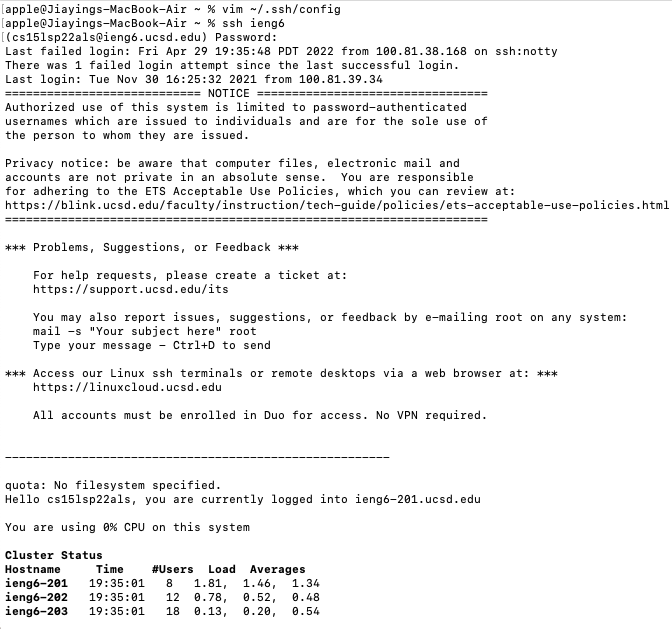 [apple@Jiayings-MacBook-Air ~ % vim ~/.ssh/config
[apple@Jiayings-MacBook-Air ~ % ssh ieng6
[(cs15lsp22als@ieng6.ucsd.edu) Password:
Last failed login: Fri Apr 29 19:35:48 PDT 2022 from 100.81.38.168 on ssh:notty
There was 1 failed login attempt since the last successful login.
Last login: Tue Nov 30 16:25:32 2021 from 100.81.39.34
============================ NOTICE =================================
Authorized use of this system is limited to password-authenticated
usernames which are issued to individuals and are for the sole use of
the person to whom they are issued.
Privacy notice: be aware that computer files, electronic mail and
accounts are not private in an absolute sense.  You are responsible
for adhering to the ETS Acceptable Use Policies, which you can review at:
https://blink.ucsd.edu/faculty/instruction/tech-guide/policies/ets-acceptable-use-policies.html
=====================================================================
*** Problems, Suggestions, or Feedback ***
    For help requests, please create a ticket at:
    https://support.ucsd.edu/its
    You may also report issues, suggestions, or feedback by e-mailing root on any system:
    mail -s "Your subject here" root
    Type your message - Ctrl+D to send
*** Access our Linux ssh terminals or remote desktops via a web browser at: ***
    https://linuxcloud.ucsd.edu
    All accounts must be enrolled in Duo for access. No VPN required.
-------------------------------------------------------
quota: No filesystem specified.
Hello cs15lsp22als, you are currently logged into ieng6-201.ucsd.edu
You are using 0% CPU on this system
Cluster Status
Hostname     Time    #Users  Load  Averages
ieng6-201   19:35:01   8   1.81,  1.46,  1.34
ieng6-202   19:35:01   12  0.78,  0.52,  0.48
ieng6-203   19:35:01   18  0.13,  0.20,  0.54